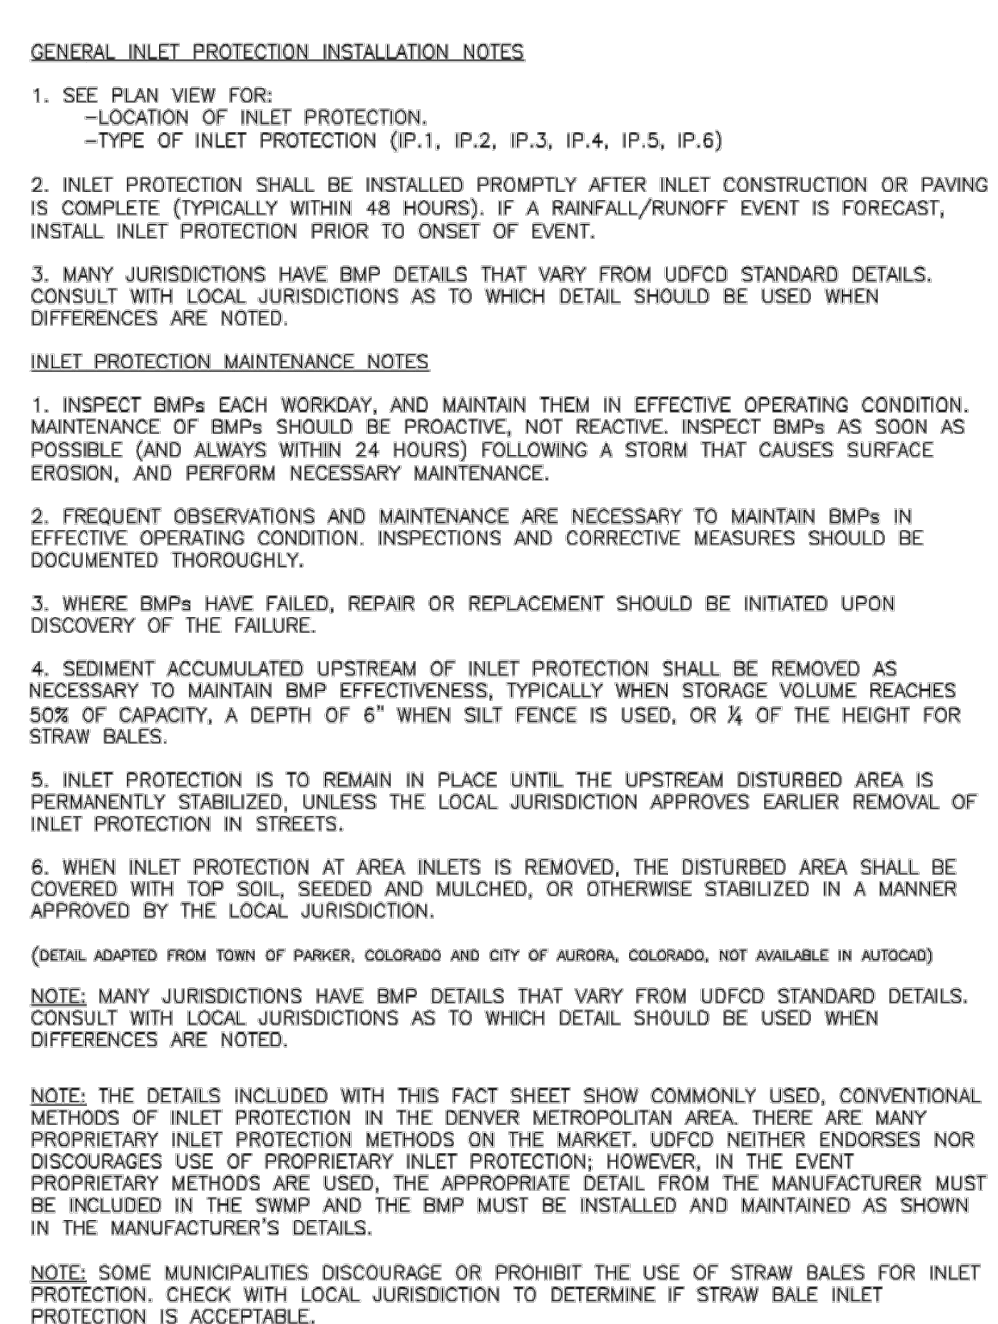 GENERAL INLET PROTECTION INSTALLATION NOTES
1. SEE PLAN VIEW FOR:
-LOCATION OF INLET PROTECTION.
-TYPE OF INLET PROTECTION (IP.1, IP.2, IP.3, IP.4, IP.5, IP.6)
2. INLET PROTECTION SHALL BE INSTALLED PROMPTLY AFTER INLET CONSTRUCTION OR PAVING
IS COMPLETE (TYPICALLY WITHIN 48 HOURS). IF A RAINFALL/RUNOFF EVENT IS FORECAST,
INSTALL INLET PROTECTION PRIOR TO ONSET OF EVENT.
3. MANY JURISDICTIONS HAVE BMP DETAILS THAT VARY FROM UDFCD STANDARD DETAILS.
CONSULT WITH LOCAL JURISDICTIONS AS TO WHICH DETAIL SHOULD BE USED WHEN
DIFFERENCES ARE NOTED.
INLET PROTECTION MAINTENANCE NOTES
1. INSPECT BMPs EACH WORKDAY, AND MAINTAIN THEM IN EFFECTIVE OPERATING CONDITION.
MAINTENANCE OF BMPs SHOULD BE PROACTIVE, NOT REACTIVE. INSPECT BMPs AS SOON AS
POSSIBLE (AND ALWAYS WITHIN 24 HOURS) FOLLOWING A STORM THAT CAUSES SURFACE
EROSION, AND PERFORM NECESSARY MAINTENANCE.
2. FREQUENT OBSERVATIONS AND MAINTENANCE ARE NECESSARY TO MAINTAIN BMPs IN
EFFECTIVE OPERATING CONDITION. INSPECTIONS AND CORRECTIVE MEASURES SHOULD BE
DOCUMENTED THOROUGHLY.
3. WHERE BMPs HAVE FAILED, REPAIR OR REPLACEMENT SHOULD BE INITIATED UPON
DISCOVERY OF THE FAILURE.
4. SEDIMENT ACCUMULATED UPSTREAM OF INLET PROTECTION SHALL BE REMOVED AS
NECESSARY TO MAINTAIN BMP EFFECTIVENESS, TYPICALLY WHEN STORAGE VOLUME REACHES
50% OF CAPACITY, A DEPTH OF 6" WHEN SILT FENCE IS USED, OR ¼ OF THE HEIGHT FOR
STRAW BALES.
5. INLET PROTECTION IS TO REMAIN IN PLACE UNTIL THE UPSTREAM DISTURBED AREA IS
PERMANENTLY STABILIZED, UNLESS THE LOCAL JURISDICTION APPROVES EARLIER REMOVAL OF
INLET PROTECTION IN STREETS.
6. WHEN INLET PROTECTION AT AREA INLETS IS REMOVED, THE DISTURBED AREA SHALL BE
COVERED WITH TOP SOIL, SEEDED AND MULCHED, OR OTHERWISE STABILIZED IN A MANNER
APPROVED BY THE LOCAL JURISDICTION.
(DETAIL ADAPTED FROM TOWN OF PARKER, COLORADO AND CITY OF AURORA, COLORADO, NOT AVAILABLE IN AUTOCAD)
NOTE: MANY JURISDICTIONS HAVE BMP DETAILS THAT VARY FROM UDFCD STANDARD DETAILS.
CONSULT WITH LOCAL JURISDICTIONS AS TO WHICH DETAIL SHOULD BE USED WHEN
DIFFERENCES ARE NOTED.
NOTE: THE DETAILS INCLUDED WITH THIS FACT SHEET SHOW COMMONLY USED, CONVENTIONAL
METHODS OF INLET PROTECTION IN THE DENVER METROPOLITAN AREA. THERE ARE MANY
PROPRIETARY INLET PROTECTION METHODS ON THE MARKET. UDFCD NEITHER ENDORSES NOR
DISCOURAGES USE OF PROPRIETARY INLET PROTECTION; HOWEVER, IN THE EVENT
PROPRIETARY METHODS ARE USED, THE APPROPRIATE DETAIL FROM THE MANUFACTURER MUST
BE INCLUDED IN THE SWMP AND THE BMP MUST BE INSTALLED AND MAINTAINED AS SHOWN
IN THE MANUFACTURER'S DETAILS.
NOTE: SOME MUNICIPALITIES DISCOURAGE OR PROHIBIT THE USE OF STRAW BALES FOR INLET
PROTECTION. CHECK WITH LOCAL JURISDICTION TO DETERMINE IF STRAW BALE INLET
PROTECTION IS ACCEPTABLE.